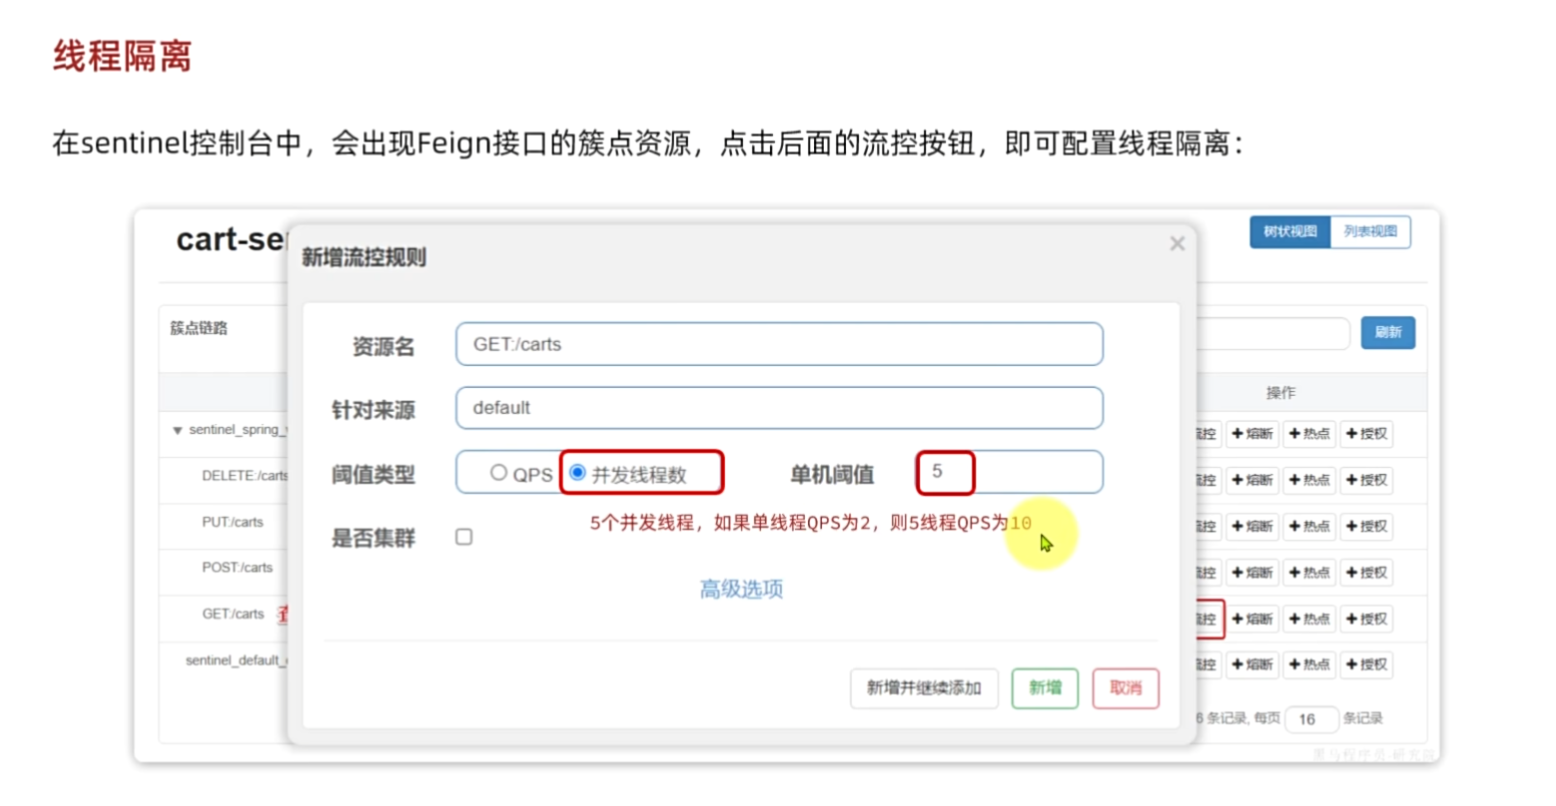 线程隔离
在sentinel控制台中，会出现Feign接口的簇点资源，点击后面的流控按钮，即可配置线程隔离：
cart-se
树状视图 列表视图
新增流控规则 ×
簇点链路
刷新
资源名 GET:/carts
操作
针对来源 default
sentinel_spring_
流控 +熔断 +热点 +授权
阈值类型 QPS 并发线程数 单机阈值 5
DELETE:/carts
流控 +熔断 +热点 +授权
5个并发线程，如果单线程QPS为2，则5线程QPS为10
PUT:/carts
流控 +熔断 +热点 +授权
是否集群
POST:/carts
流控 +熔断 +热点 +授权
高级选项
GET:/carts
流控 +熔断 +热点 +授权
sentinel_default_
流控 +熔断 +热点 +授权
新增并继续添加 新增 取消
6 条记录, 每页 16 条记录